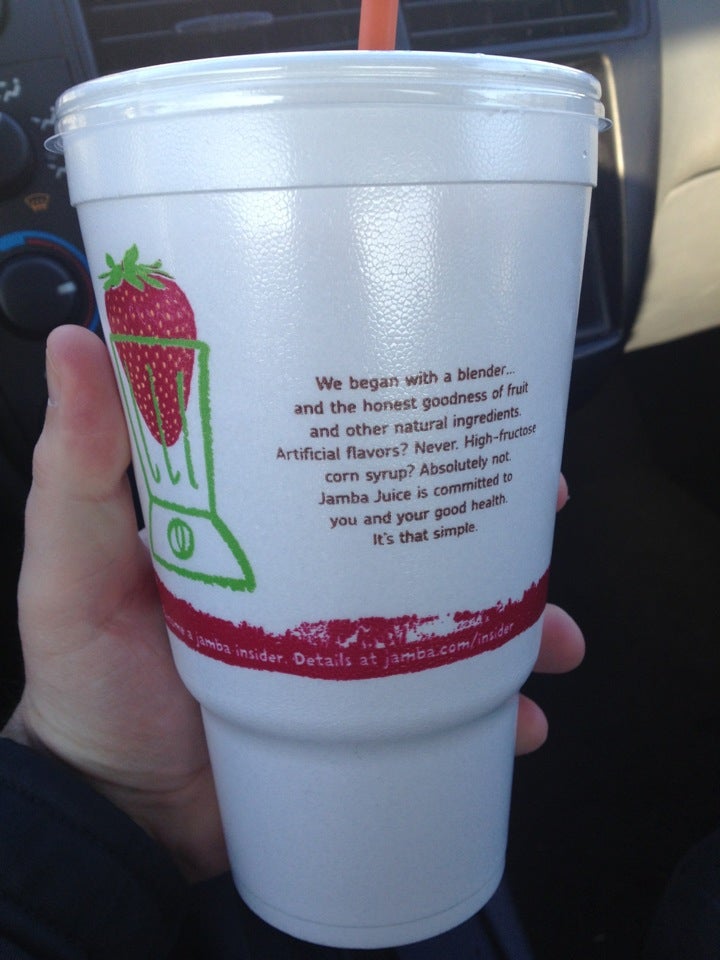 We began with a blender...
and the honest goodness of fruit
and other natural ingredients.
Artificial flavors? Never. High-fructose
corn syrup? Absolutely not.
Jamba Juice is committed to
you and your good health.
It's that simple.
a jamba insider. Details at jamba.com/insider